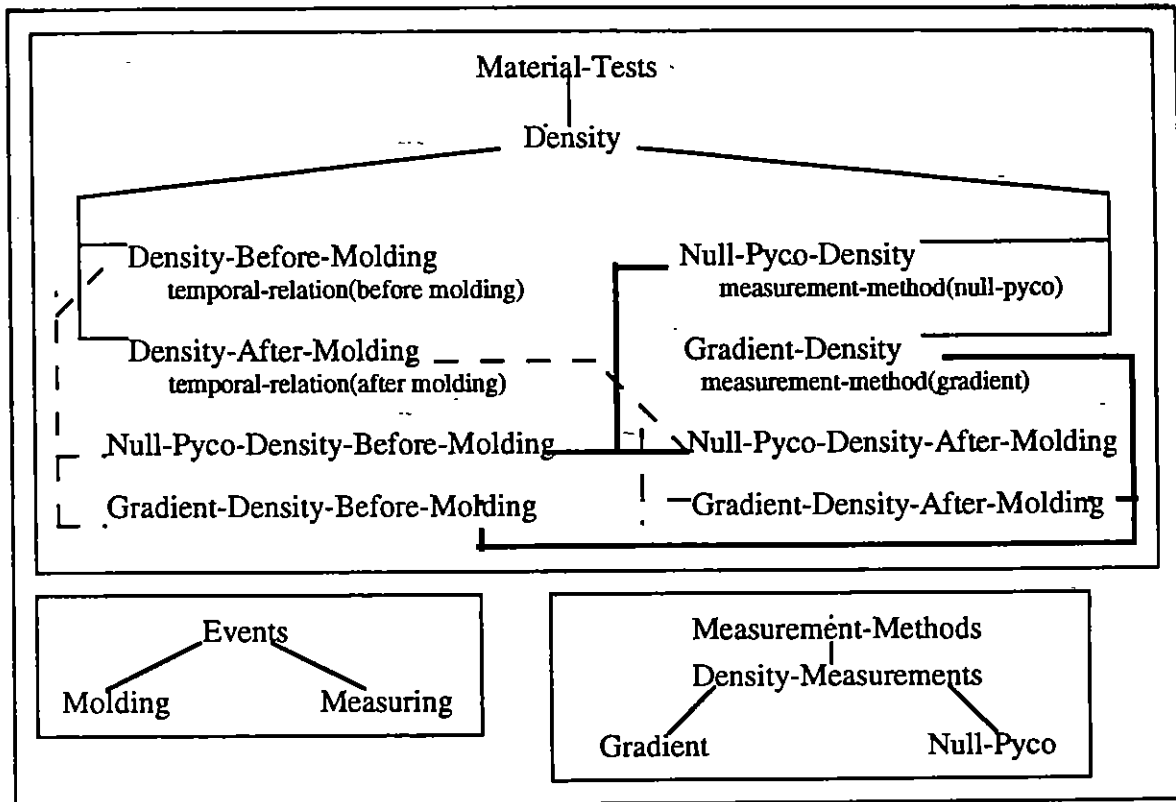 Material-Tests
Density
Density-Before-Molding
temporal-relation(before molding)
Null-Pyco-Density
measurement-method(null-pyco)
Density-After-Molding
temporal-relation(after molding)
Gradient-Density
measurement-method(gradient)
Null-Pyco-Density-Before-Molding
Null-Pyco-Density-After-Molding
Gradient-Density-Before-Molding
Gradient-Density-After-Molding
Events
Molding
Measuring
Measurement-Methods
Density-Measurements
Gradient
Null-Pyco